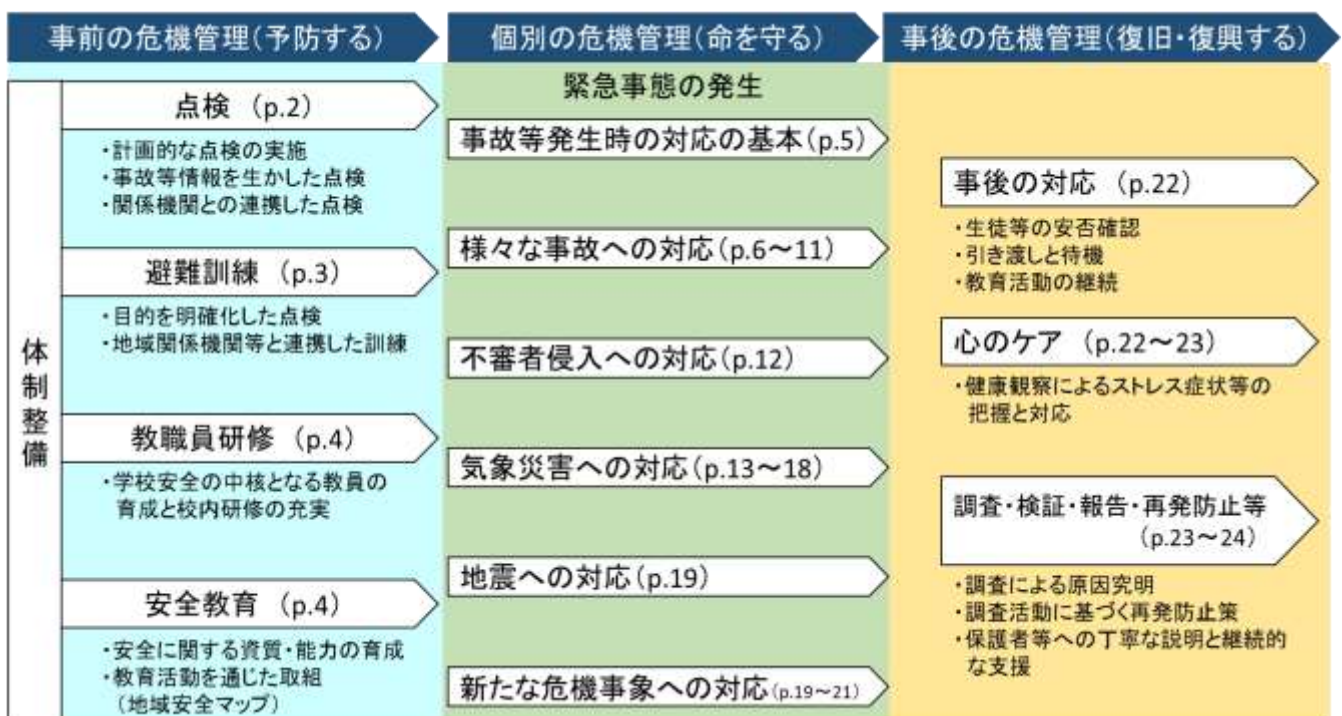 事前の危機管理(予防する)
個別の危機管理(命を守る)
事後の危機管理(復旧・復興する)
体制整備
点検 (p.2)
・計画的な点検の実施
・事故等情報を生かした点検
・関係機関との連携した点検
避難訓練 (p.3)
・目的を明確化した点検
・地域関係機関等と連携した訓練
教職員研修 (p.4)
・学校安全の中核となる教員の
育成と校内研修の充実
安全教育 (p.4)
・安全に関する資質・能力の育成
・教育活動を通じた取組
(地域安全マップ)
緊急事態の発生
事故等発生時の対応の基本(p.5)
様々な事故への対応(p.6~11)
不審者侵入への対応(p.12)
気象災害への対応(p.13~18)
地震への対応(p.19)
新たな危機事象への対応(p.19~21)
事後の対応 (p.22)
・生徒等の安否確認
・引き渡しと待機
・教育活動の継続
心のケア (p.22~23)
・健康観察によるストレス症状等の
把握と対応
調査・検証・報告・再発防止等
(p.23~24)
・調査による原因究明
・調査活動に基づく再発防止策
・保護者等への丁寧な説明と継続的
な支援